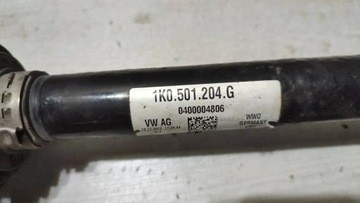 1K0.501.204.G
0400004806
VW AG
WWO
GERMANY